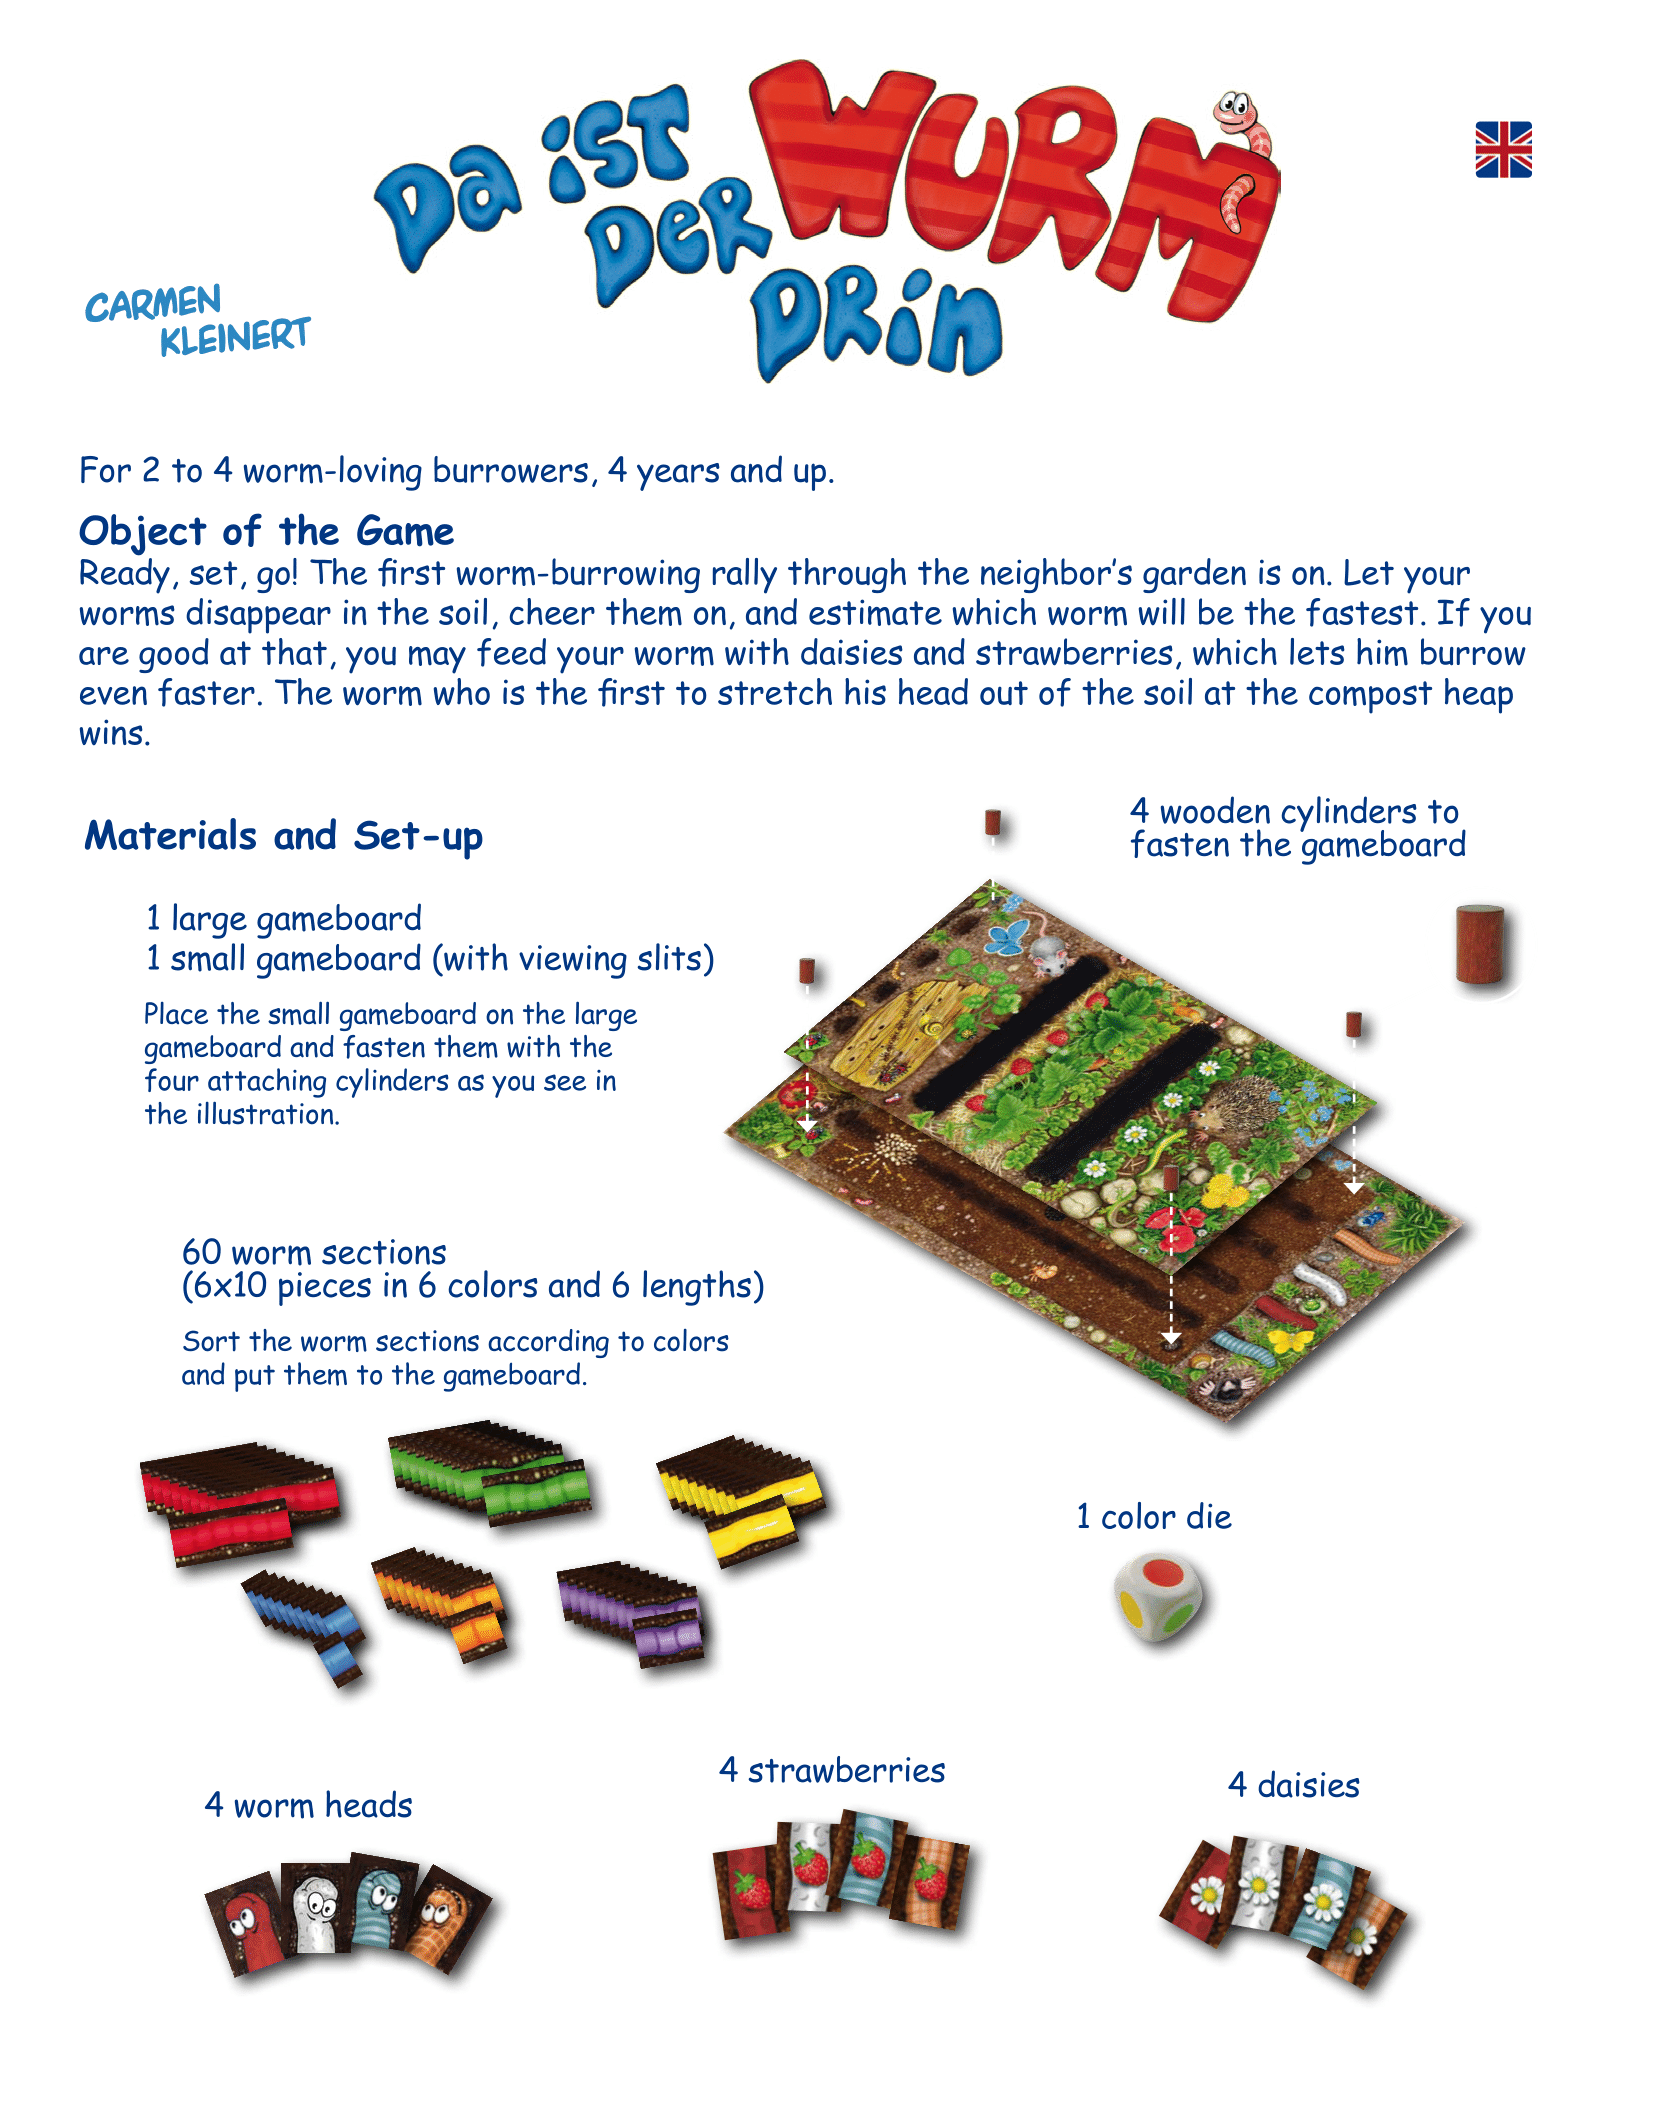 Da ist der WURM drin
CARMEN
KLEINERT
For 2 to 4 worm-loving burrowers, 4 years and up.
Object of the Game
Ready, set, go! The first worm-burrowing rally through the neighbor's garden is on. Let your
worms disappear in the soil, cheer them on, and estimate which worm will be the fastest. If you
are good at that, you may feed your worm with daisies and strawberries, which lets him burrow
even faster. The worm who is the first to stretch his head out of the soil at the compost heap
wins.
Materials and Set-up
4 wooden cylinders to
fasten the gameboard
1 large gameboard
1 small gameboard (with viewing slits)
Place the small gameboard on the large
gameboard and fasten them with the
four attaching cylinders as you see in
the illustration.
60 worm sections
(6x10 pieces in 6 colors and 6 lengths)
Sort the worm sections according to colors
and put them to the gameboard.
1 color die
4 worm heads
4 strawberries
4 daisies